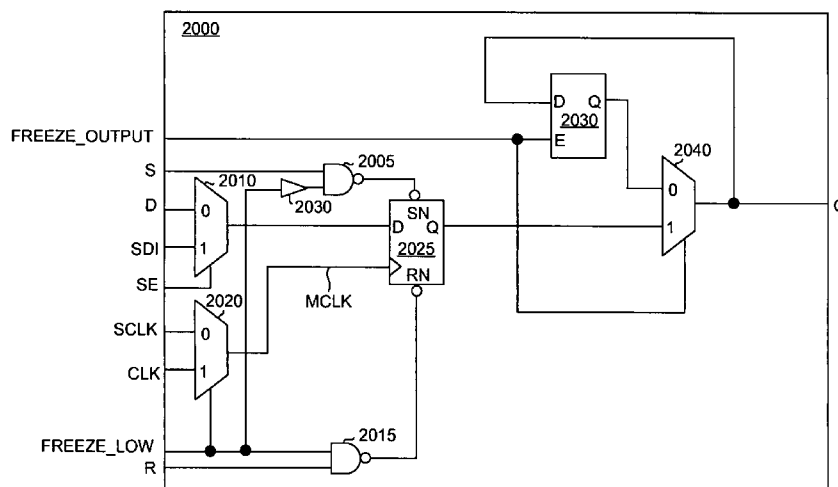 2000
FREEZE_OUTPUT
D Q
2030
E
2040
0
1
S
2005
2010
D
0
2030
SDI
1
SE
SN
D Q
2025
RN
MCLK
2020
SCLK
0
CLK
1
FREEZE_LOW
R
2015